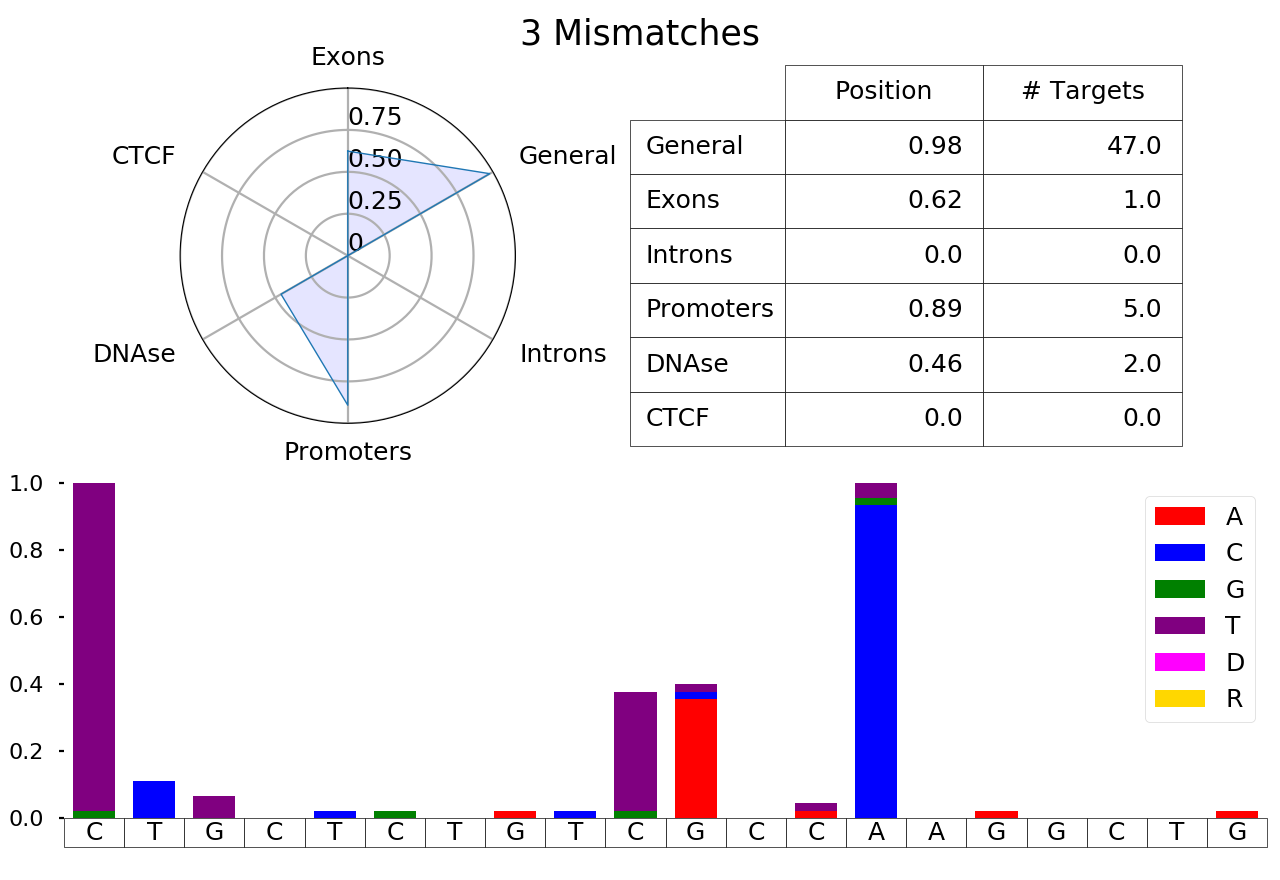 3 Mismatches
Exons
General
CTCF
0.75
0.50
0.25
0
DNAse
Introns
Promoters
Position # Targets
General 0.98 47.0
Exons 0.62 1.0
Introns 0.0 0.0
Promoters 0.89 5.0
DNAse 0.46 2.0
CTCF 0.0 0.0
1.0
0.8
0.6
0.4
0.2
0.0
A
C
G
T
D
R
C T G C T C T G T C G C C A A G G C T G